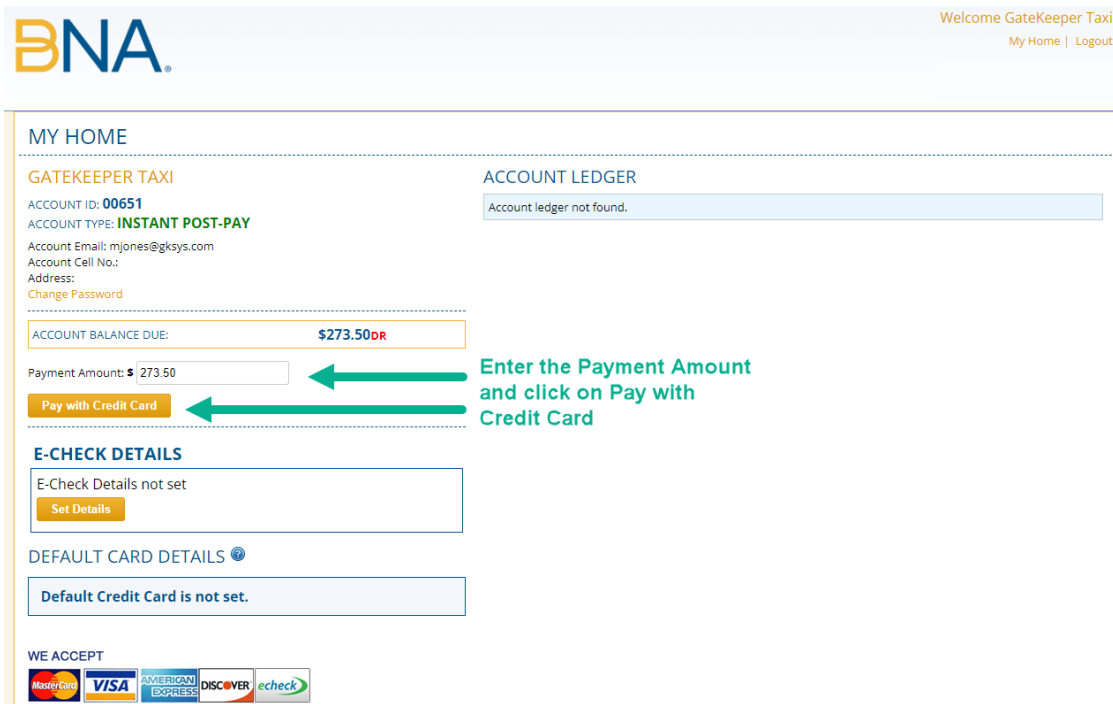 BNA®
Welcome GateKeeper Taxi
My Home | Logout
MY HOME
GATEKEEPER TAXI
ACCOUNT ID: 00651
ACCOUNT TYPE: INSTANT POST-PAY
Account Email: mjones@gksys.com
Account Cell No.:
Address:
Change Password
ACCOUNT BALANCE DUE: $273.50DR
Payment Amount: $ 273.50
Pay with Credit Card
E-CHECK DETAILS
E-Check Details not set
Set Details
DEFAULT CARD DETAILS ?
Default Credit Card is not set.
WE ACCEPT
MasterCard VISA AMERICAN EXPRESS DISCOVER echeck
ACCOUNT LEDGER
Account ledger not found.
Enter the Payment Amount
and click on Pay with
Credit Card